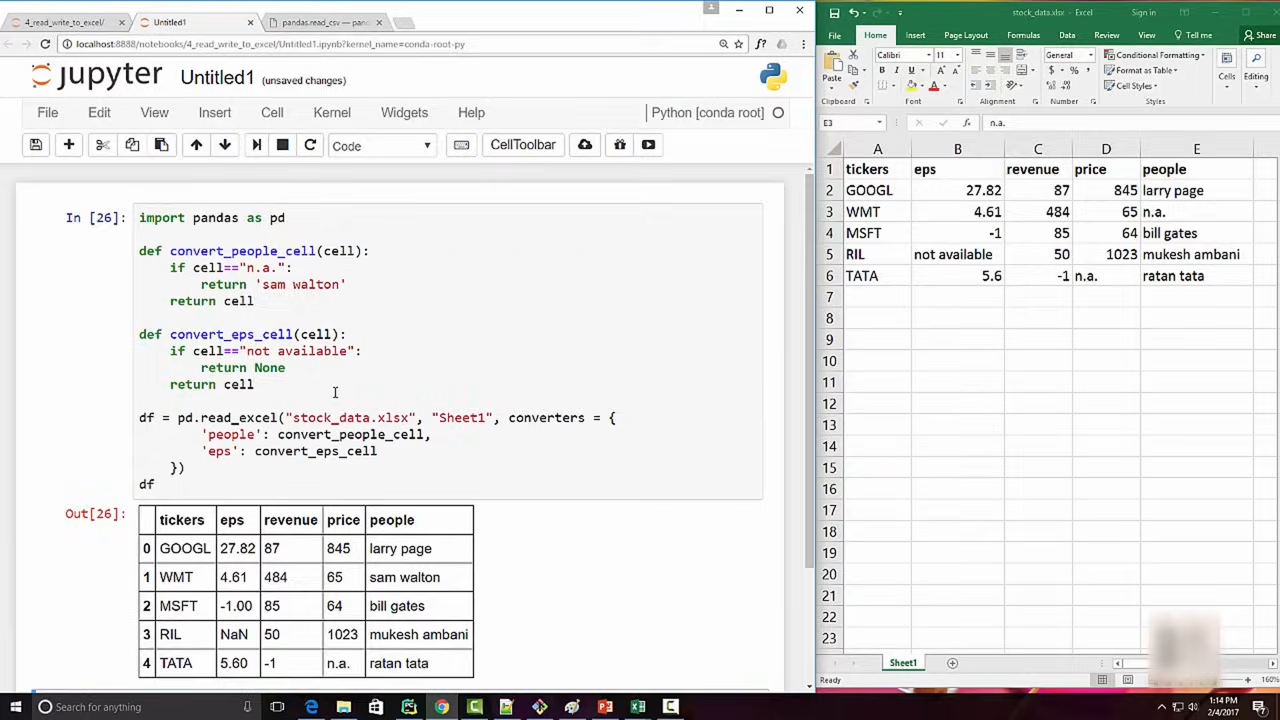 4_read_write_to_excel/
Untitled1
pandas.read_csv — pand
localhost:8888/notebooks/4_read_write_to_excel/Untitled1.ipynb?kernel_name=conda-root-py
f?
jupyter Untitled1 (unsaved changes)
File Edit View Insert Cell Kernel Widgets Help
Python [conda root]
Code
CellToolbar
In [26]:
import pandas as pd
def convert_people_cell(cell):
if cell=="n.a.":
return 'sam walton'
return cell
def convert_eps_cell(cell):
if cell=="not available":
return None
return cell
df = pd.read_excel("stock_data.xlsx", "Sheet1", converters = {
'people': convert_people_cell,
'eps': convert_eps_cell
})
df
Out[26]:
tickers eps revenue price people
0 GOOGL 27.82 87 845 larry page
1 WMT 4.61 484 65 sam walton
2 MSFT -1.00 85 64 bill gates
3 RIL NaN 50 1023 mukesh ambani
4 TATA 5.60 -1 n.a. ratan tata
stock_data.xlsx - Excel
Sign in
File Home Insert Page Layout Formulas Data Review View Tell me Share
Paste
Calibri 11
B I U
General
$ % ,
Conditional Formatting
Format as Table
Cell Styles
Cells
Editing
Clipboard Font Alignment Number Styles
E3 fx n.a.
A B C D E
1 tickers eps revenue price people
2 GOOGL 27.82 87 845 larry page
3 WMT 4.61 484 65 n.a.
4 MSFT -1 85 64 bill gates
5 RIL not available 50 1023 mukesh ambani
6 TATA 5.6 -1 n.a. ratan tata
7
8
9
10
11
12
13
14
15
16
17
18
19
20
21
22
23
Sheet1
Ready
160%
Search for anything
1:14 PM
2/4/2017